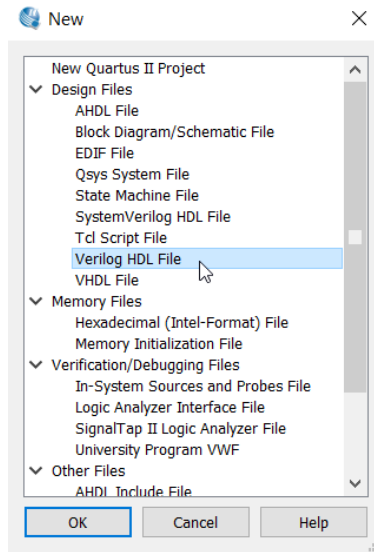 New
New Quartus II Project
Design Files
AHDL File
Block Diagram/Schematic File
EDIF File
Qsys System File
State Machine File
SystemVerilog HDL File
Tcl Script File
Verilog HDL File
VHDL File
Memory Files
Hexadecimal (Intel-Format) File
Memory Initialization File
Verification/Debugging Files
In-System Sources and Probes File
Logic Analyzer Interface File
SignalTap II Logic Analyzer File
University Program VWF
Other Files
AHDL Include File
OK Cancel Help